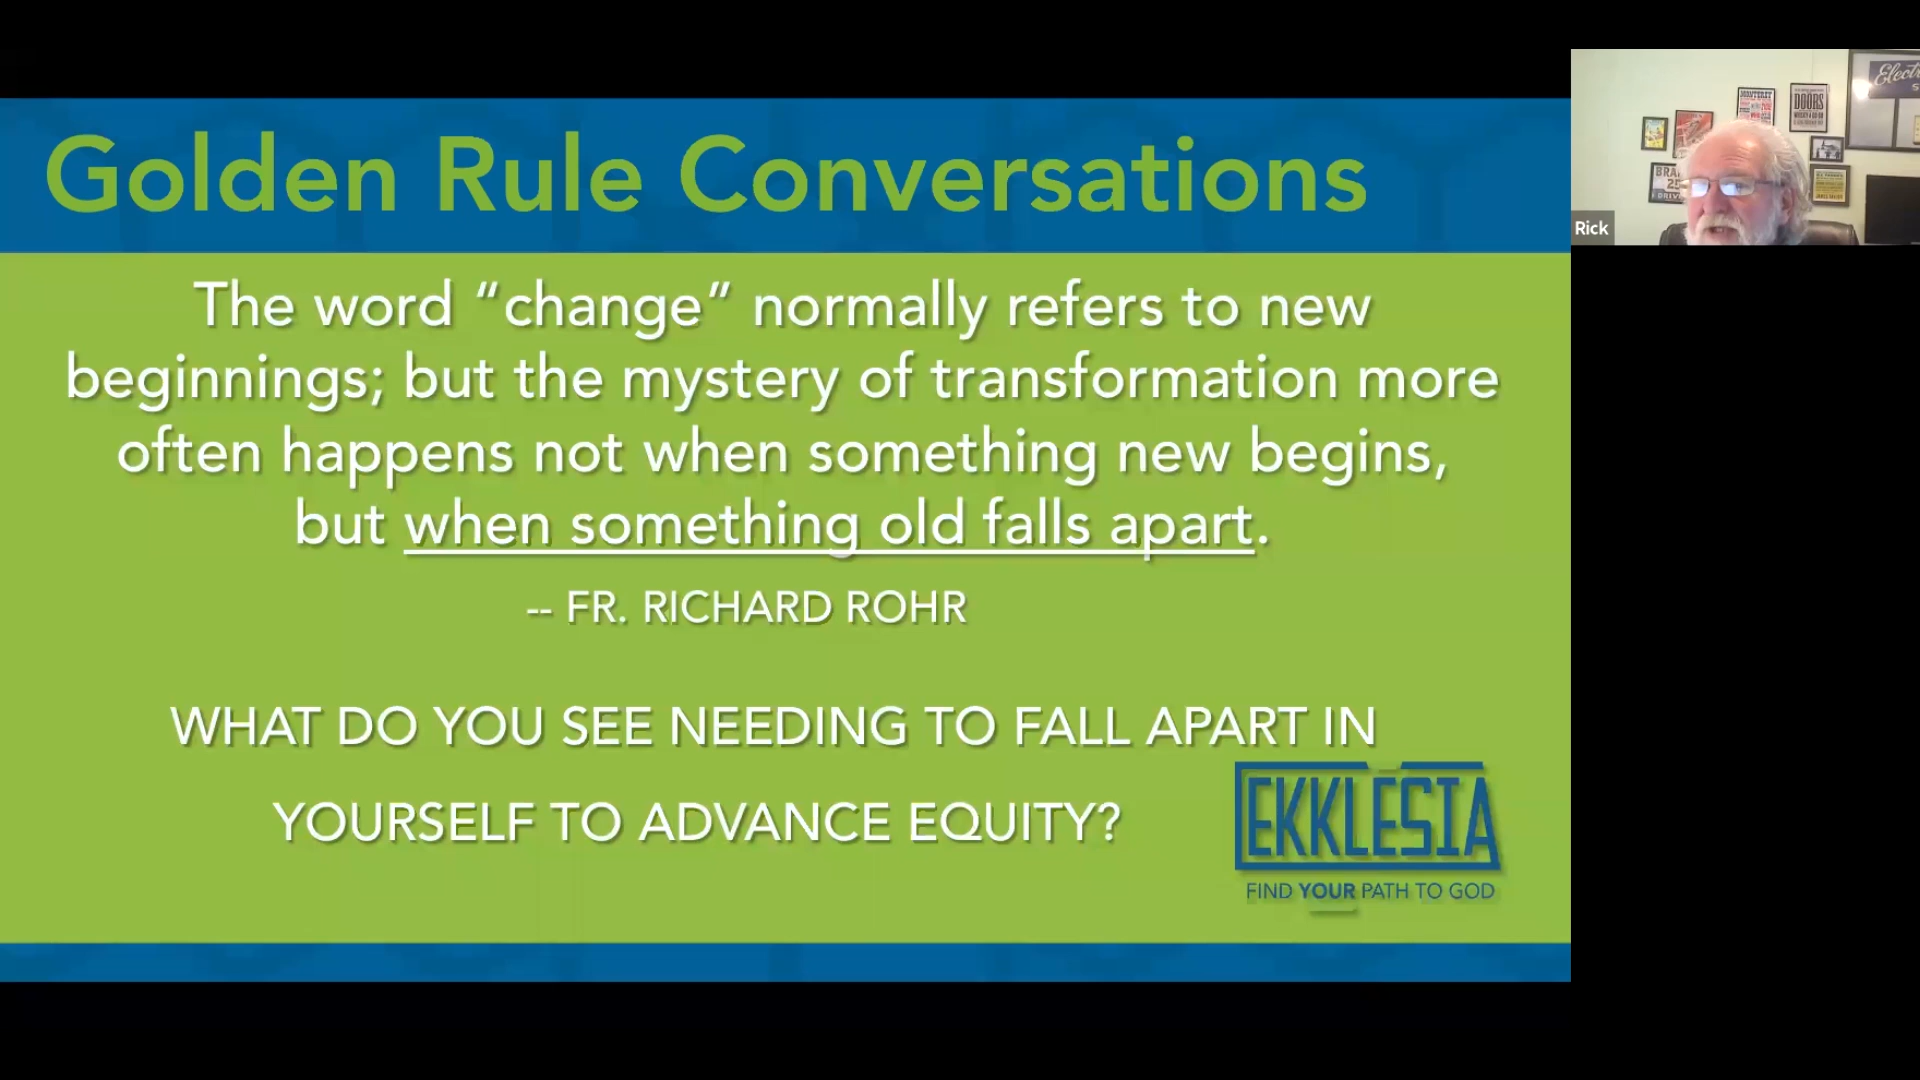 Golden Rule Conversations
The word “change” normally refers to new
beginnings; but the mystery of transformation more
often happens not when something new begins,
but when something old falls apart.
-- FR. RICHARD ROHR
WHAT DO YOU SEE NEEDING TO FALL APART IN
YOURSELF TO ADVANCE EQUITY?
EKKLESIA
FIND YOUR PATH TO GOD
MONTEREY
DOORS
Rick